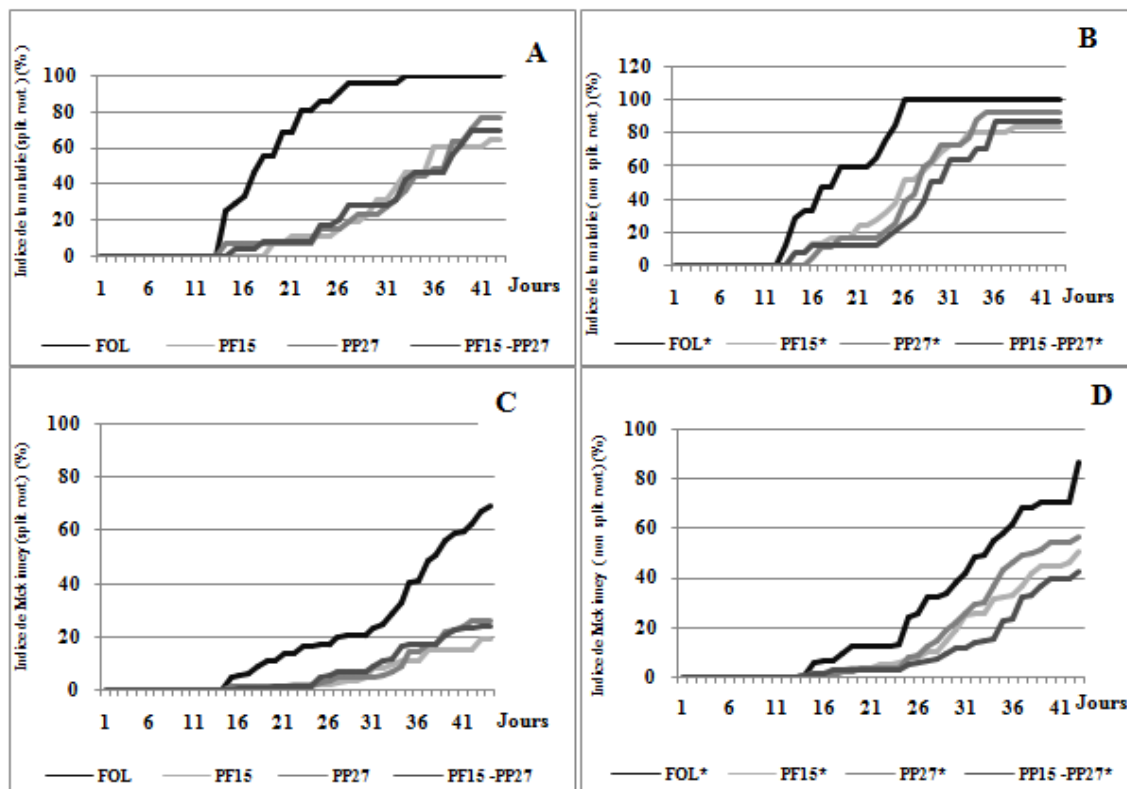 A
Indice de la maladie (split. root.) (%)
100
80
60
40
20
0
1 6 11 16 21 26 31 36 41 Jours
FOL PF15 PP27 PF15 -PP27
B
Indice de la maladie ( non split. root.) (%)
120
100
80
60
40
20
0
1 6 11 16 21 26 31 36 41 Jours
FOL* PF15* PP27* PP15 -PP27*
C
Indice de Mckinney (split. root.) (%)
100
80
60
40
20
0
1 6 11 16 21 26 31 36 41 Jours
FOL PF15 PP27 PF15 -PP27
D
Indice de Mckinney ( non split. root.) (%)
100
80
60
40
20
0
1 6 11 16 21 26 31 36 41 Jours
FOL* PF15* PP27* PP15 -PP27*